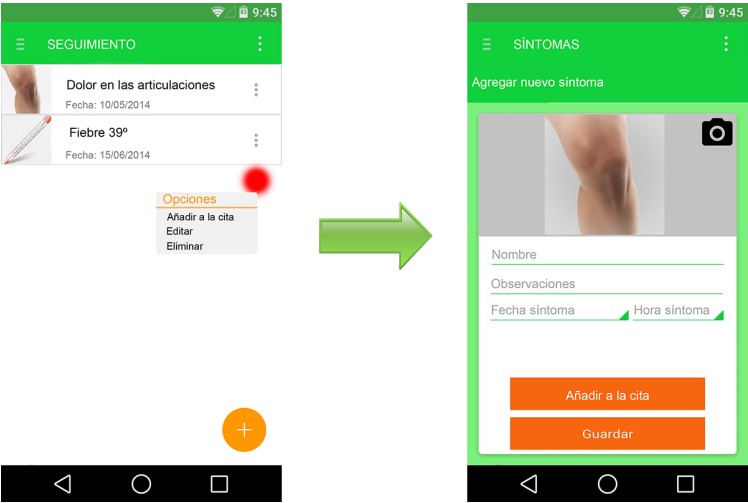 9:45
SEGUIMIENTO
Dolor en las articulaciones
Fecha: 10/05/2014
Fiebre 39º
Fecha: 15/06/2014
Opciones
Añadir a la cita
Editar
Eliminar
9:45
SÍNTOMAS
Agregar nuevo síntoma
Nombre
Observaciones
Fecha síntoma
Hora síntoma
Añadir a la cita
Guardar